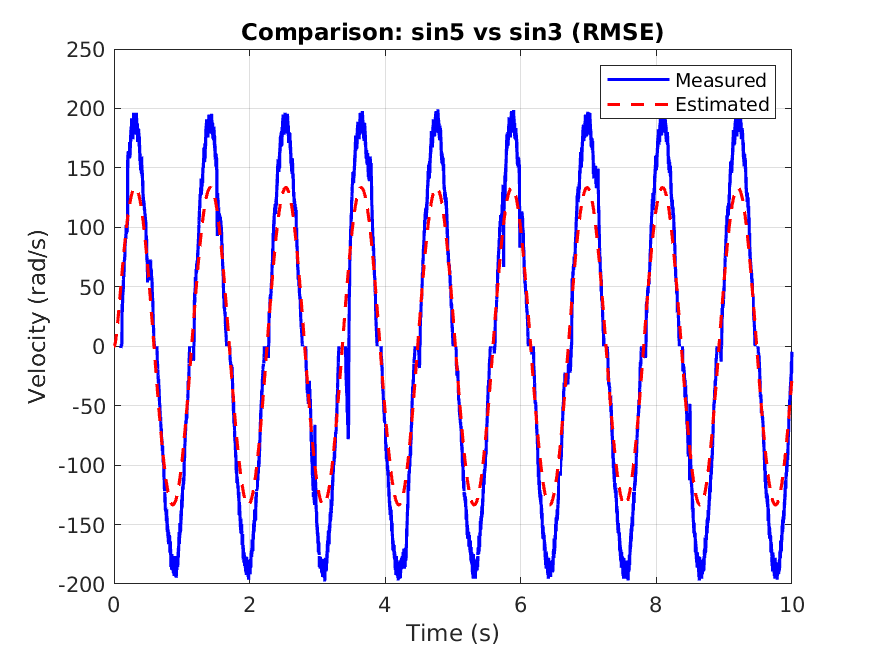 Comparison: sin5 vs sin3 (RMSE)
250
200
150
100
50
0
-50
-100
-150
-200
Velocity (rad/s)
Measured
Estimated
0 2 4 6 8 10
Time (s)